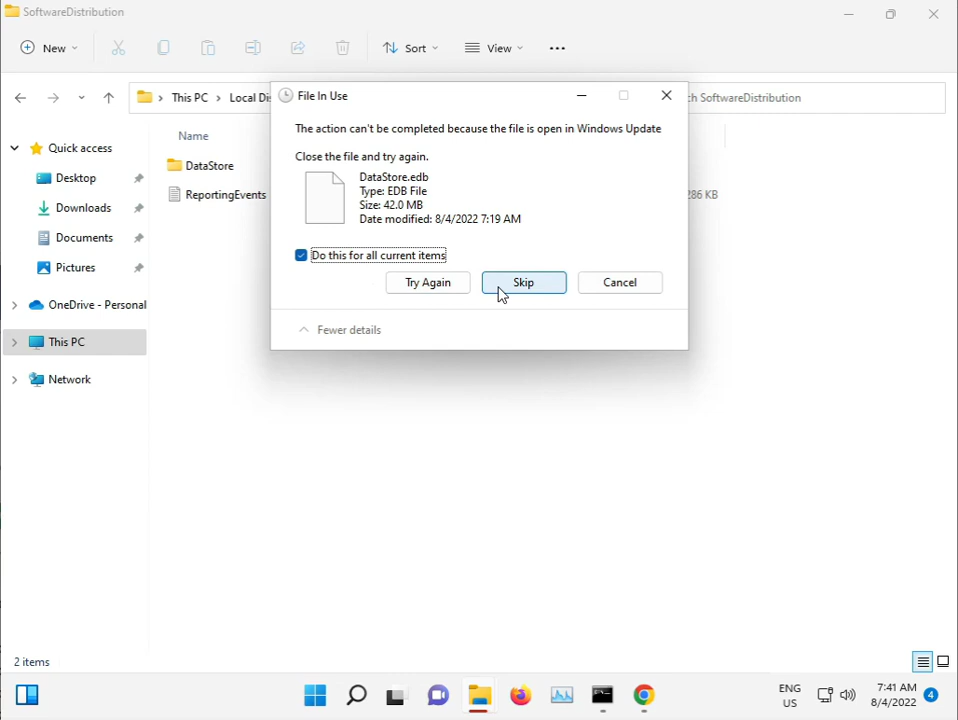 SoftwareDistribution
New
Sort
View
This PC
Local Di
ch SoftwareDistribution
File In Use
The action can't be completed because the file is open in Windows Update
Close the file and try again.
DataStore.edb
Type: EDB File
Size: 42.0 MB
Date modified: 8/4/2022 7:19 AM
Do this for all current items
Try Again
Skip
Cancel
Fewer details
Quick access
Desktop
Downloads
Documents
Pictures
OneDrive - Personal
This PC
Network
Name
DataStore
ReportingEvents
286 KB
2 items
ENG
US
7:41 AM
8/4/2022
4